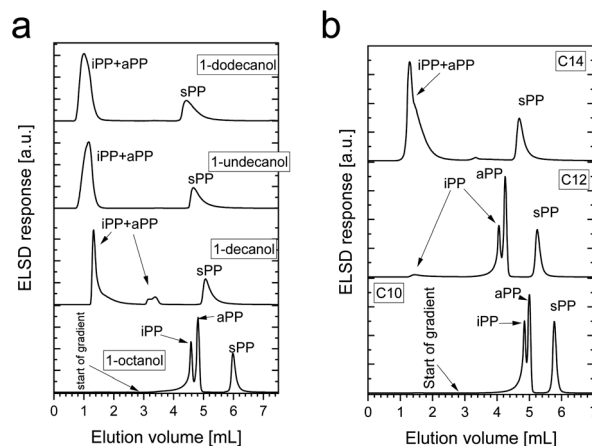 a
1-dodecanol
iPP+aPP
sPP
1-undecanol
iPP+aPP
sPP
iPP+aPP
1-decanol
sPP
aPP
iPP
sPP
1-octanol
start of gradient
0 1 2 3 4 5 6 7
Elution volume [mL]
ELSD response [a.u.]
b
C14
iPP+aPP
sPP
C12
aPP
iPP
sPP
C10
aPP
sPP
iPP
Start of gradient
0 1 2 3 4 5 6
Elution volume [mL]
ELSD response [a.u.]